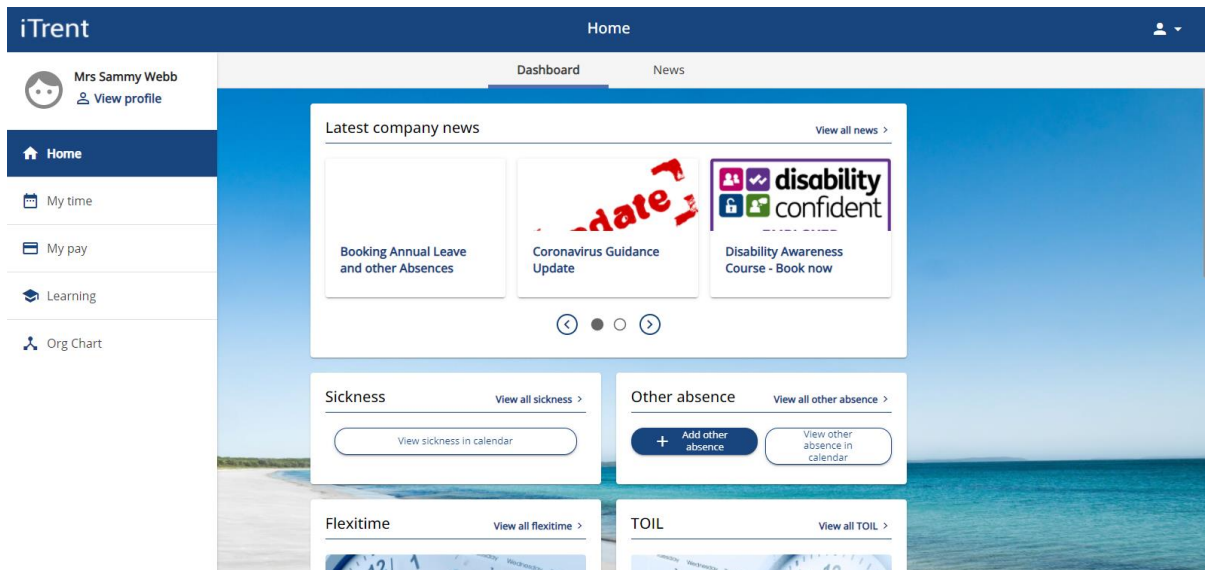 iTrent
Home
Mrs Sammy Webb
View profile
Home
My time
My pay
Learning
Org Chart
Dashboard
News
Latest company news
View all news >
Booking Annual Leave
and other Absences
Coronavirus Guidance
Update
disability
confident
Disability Awareness
Course - Book now
Sickness
View all sickness >
View sickness in calendar
Other absence
View all other absence >
+ Add other
absence
View other
absence in
calendar
Flexitime
View all flexitime >
TOIL
View all TOIL >
12
1
Wednesday